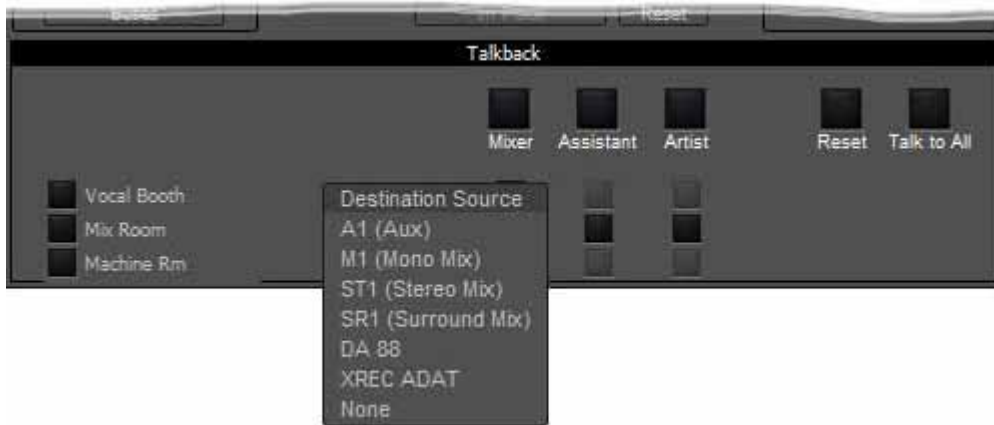 Talkback
Mixer Assistant Artist Reset Talk to All
Vocal Booth
Mix Room
Machine Rm
Destination Source
A1 (Aux)
M1 (Mono Mix)
ST1 (Stereo Mix)
SR1 (Surround Mix)
DA 88
XREC ADAT
None